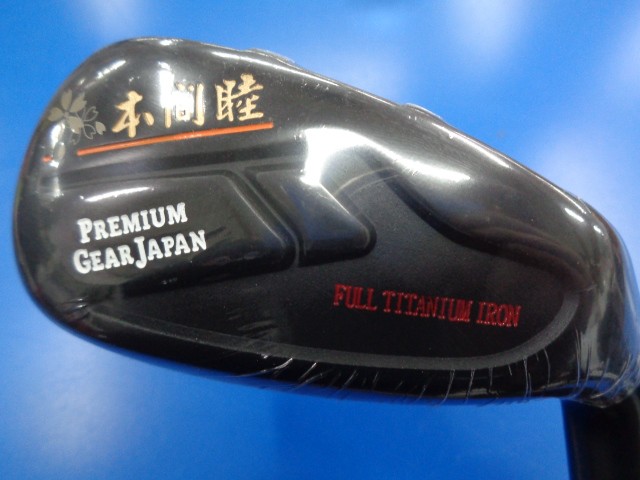 本間睦
PREMIUM
GEAR JAPAN
FULL TITANIUM IRON